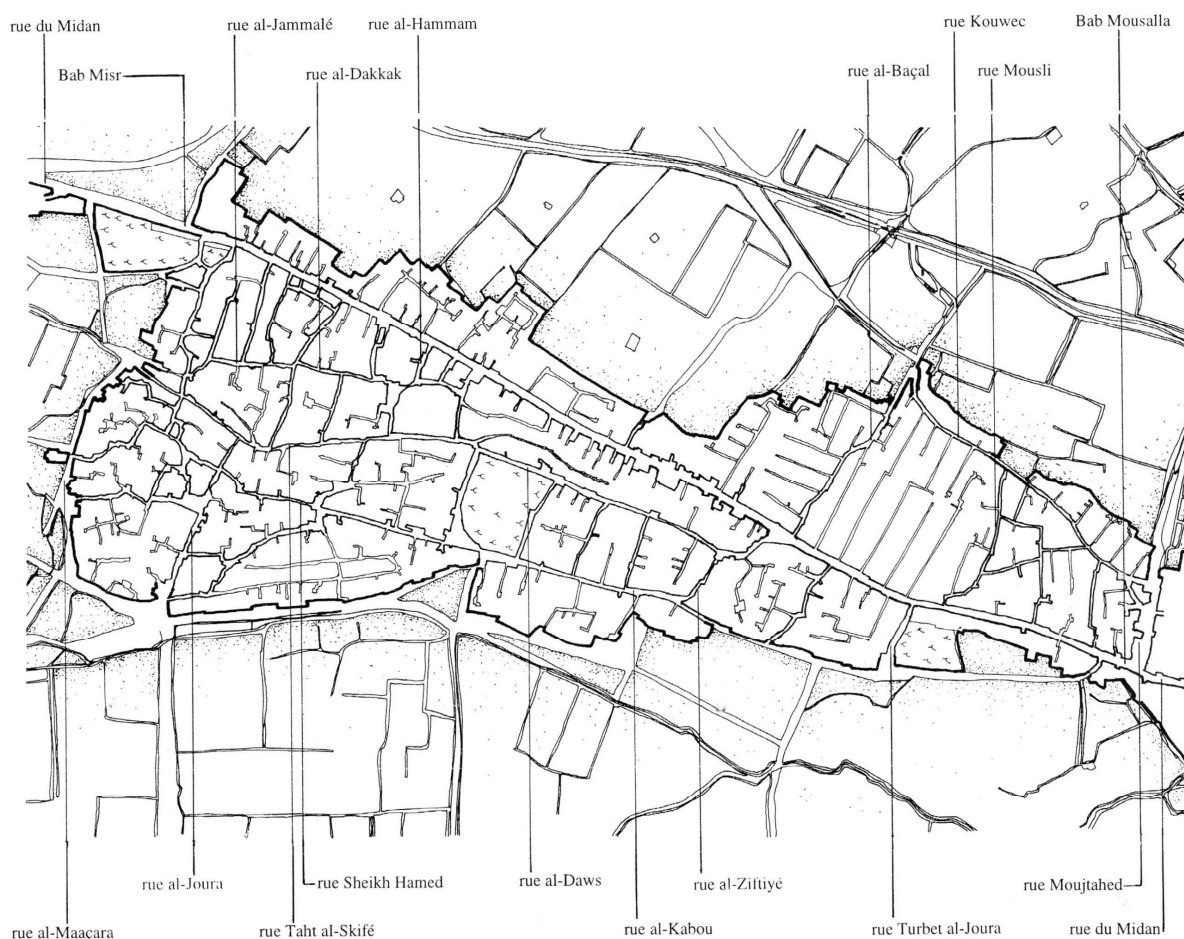 rue du Midan
rue al-Jammalé
rue al-Hammam
rue Kouwec
Bab Mousalla
Bab Misr
rue al-Dakkak
rue al-Baçal
rue Mousli
rue al-Joura
rue Sheikh Hamed
rue al-Daws
rue al-Ziftiyé
rue Moujtahed
rue al-Maaçara
rue Taht al-Skifé
rue al-Kabou
rue Turbet al-Joura
rue du Midan